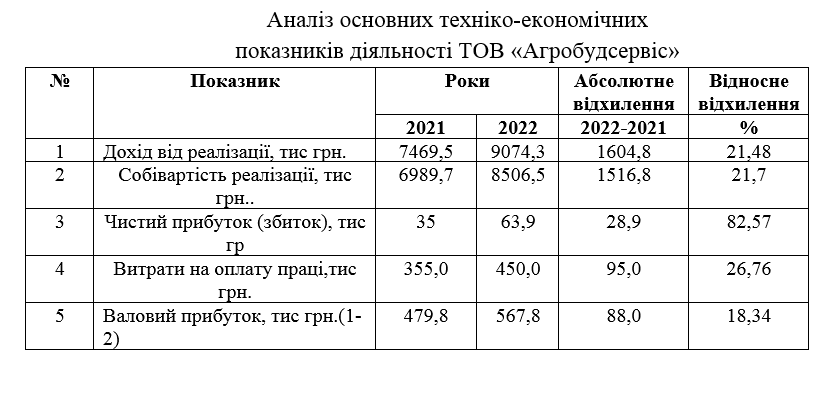 Аналіз основних техніко-економічних
показників діяльності ТОВ «Агробудсервіс»
№ Показник Роки Абсолютне відхилення Відносне відхилення
2021 2022 2022-2021 %
1 Дохід від реалізації, тис грн. 7469,5 9074,3 1604,8 21,48
2 Собівартість реалізації, тис 6989,7 8506,5 1516,8 21,7
грн..
3 Чистий прибуток (збиток), тис 35 63,9 28,9 82,57
гр
4 Витрати на оплату праці,тис 355,0 450,0 95,0 26,76
грн.
5 Валовий прибуток, тис грн.(1- 479,8 567,8 88,0 18,34
2)